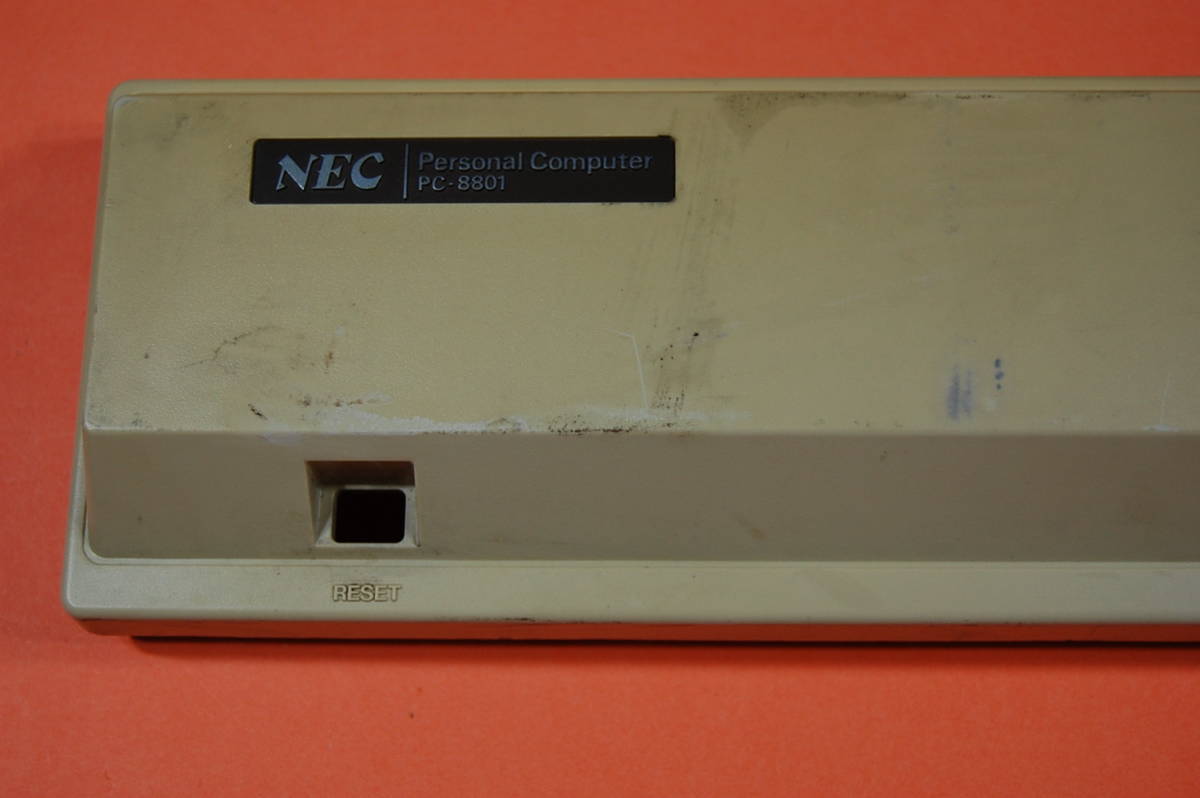 NEC
Personal Computer
PC-8801
RESET